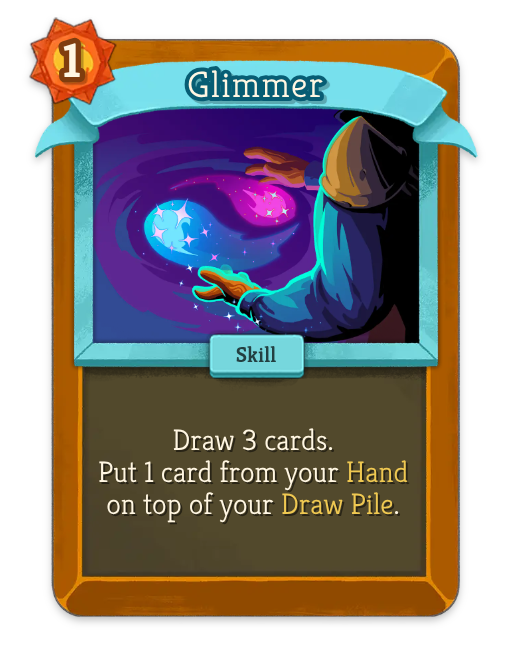 1
Glimmer
Skill
Draw 3 cards.
Put 1 card from your Hand
on top of your Draw Pile.